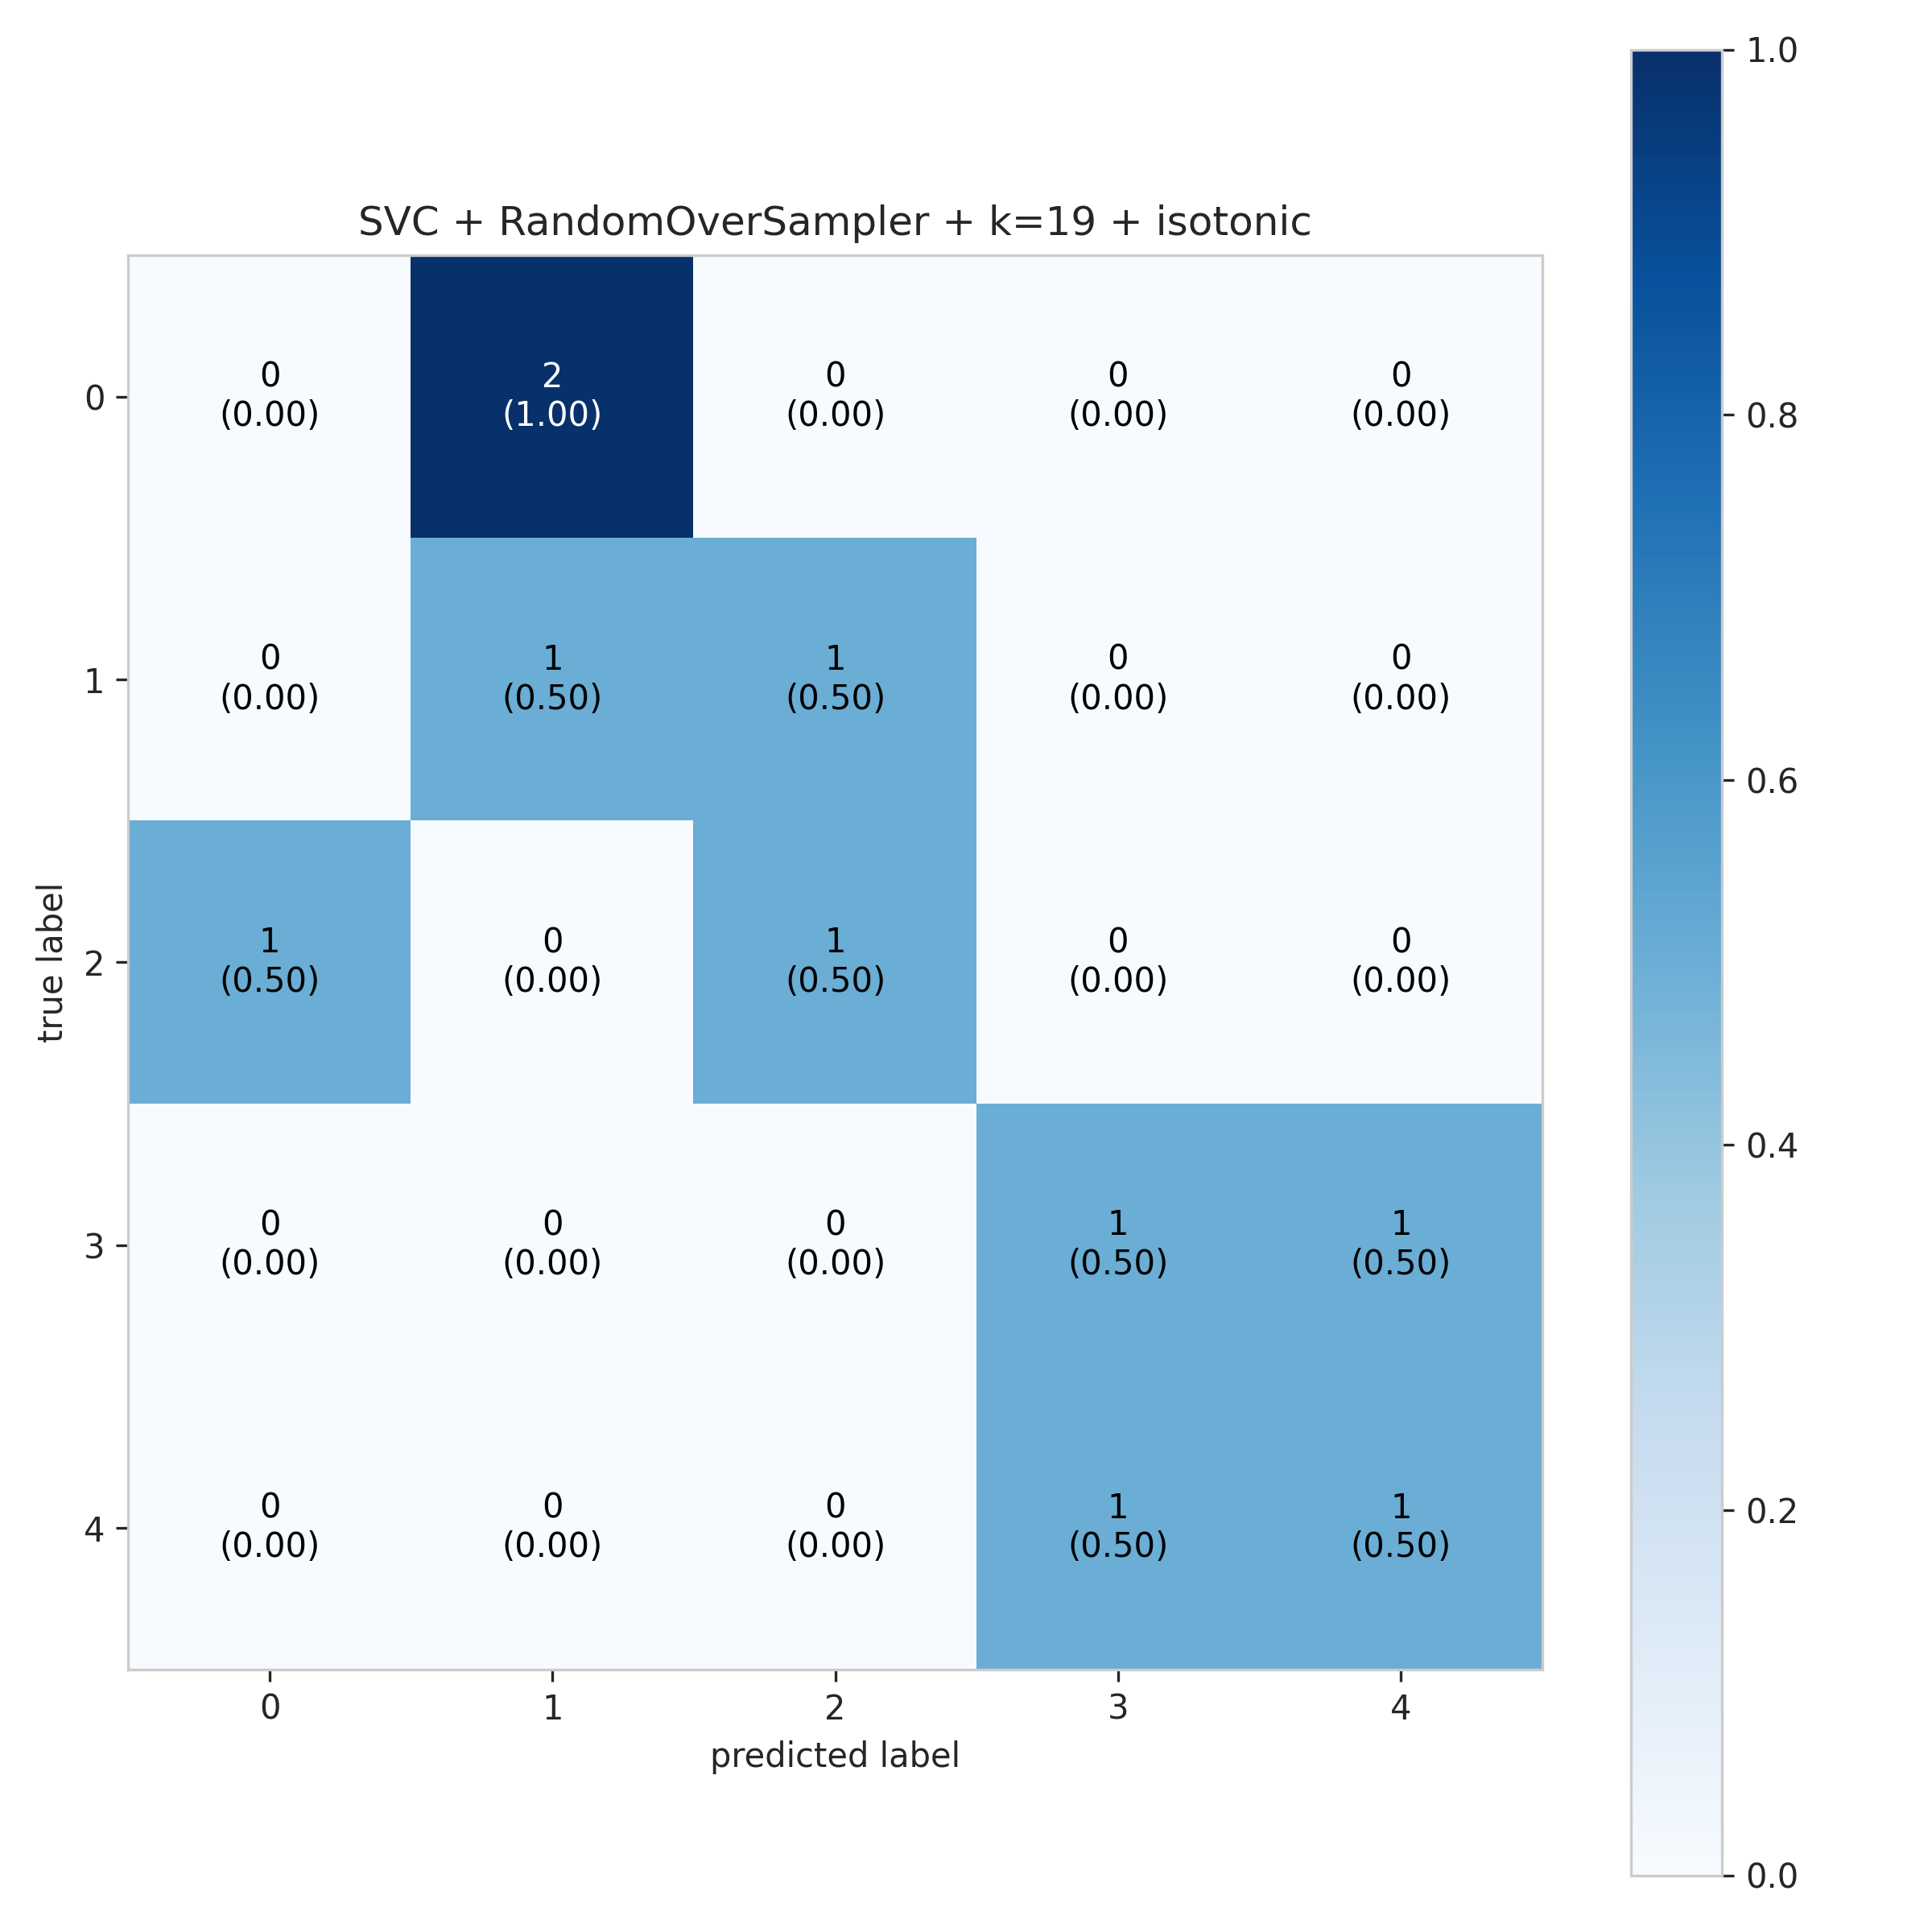 SVC + RandomOverSampler + k=19 + isotonic
1.0
0.8
0.6
0.4
0.2
0.0
true label
0
0 2 0 0 0
(0.00) (1.00) (0.00) (0.00) (0.00)
1
0 1 1 0 0
(0.00) (0.50) (0.50) (0.00) (0.00)
2
1 0 1 0 0
(0.50) (0.00) (0.50) (0.00) (0.00)
3
0 0 0 1 1
(0.00) (0.00) (0.00) (0.50) (0.50)
4
0 0 0 1 1
(0.00) (0.00) (0.00) (0.50) (0.50)
0 1 2 3 4
predicted label